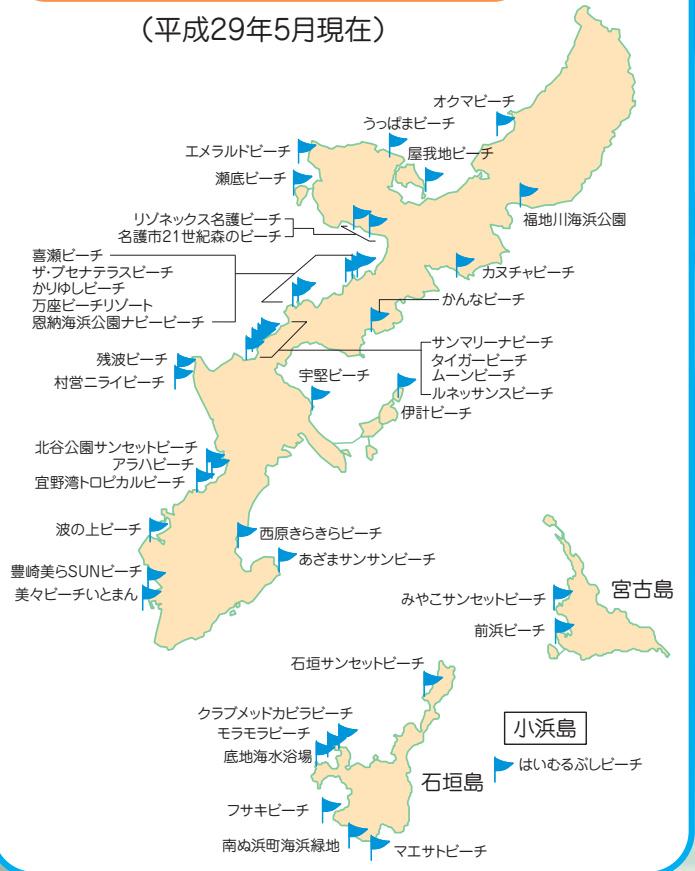 （平成29年5月現在）
オクマビーチ
うっぱまビーチ
エメラルドビーチ
屋我地ビーチ
瀬底ビーチ
福地川海浜公園
リゾネックス名護ビーチ
名護市21世紀森のビーチ
喜瀬ビーチ
ザ・ブセナテラスビーチ
かりゆしビーチ
万座ビーチリゾート
恩納海浜公園ナビービーチ
カヌチャビーチ
かんなビーチ
サンマリーナビーチ
タイガービーチ
ムーンビーチ
ルネッサンスビーチ
残波ビーチ
村営ニライビーチ
宇堅ビーチ
伊計ビーチ
北谷公園サンセットビーチ
アラハビーチ
宜野湾トロピカルビーチ
波の上ビーチ
西原きらきらビーチ
あざまサンサンビーチ
豊崎美らSUNビーチ
美々ビーチいとまん
宮古島
みやこサンセットビーチ
前浜ビーチ
石垣サンセットビーチ
クラブメッドカビラビーチ
モラモラビーチ
底地海水浴場
小浜島
はいむるぶしビーチ
石垣島
フサキビーチ
南ぬ浜町海浜緑地
マエサトビーチ